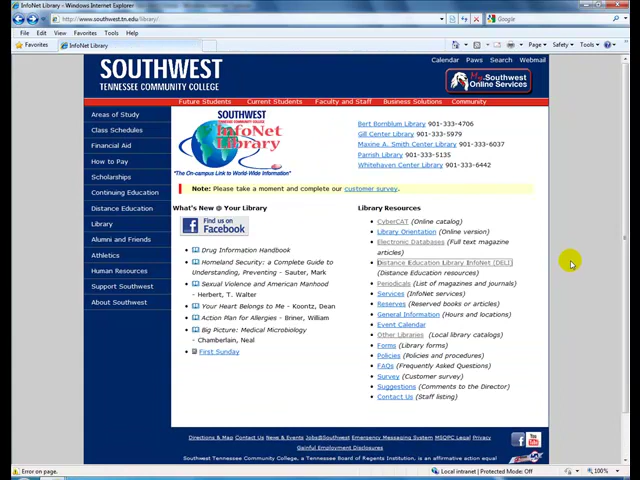 InfoNet Library - Windows Internet Explorer
http://www.southwest.tn.edu/library/
Google
File Edit View Favorites Tools Help
Favorites InfoNet Library
Page Safety Tools
Calendar Paws Search Webmail
SOUTHWEST
TENNESSEE COMMUNITY COLLEGE
My Southwest
Online Services
Future Students Current Students Faculty and Staff Business Solutions Community
Areas of Study
Class Schedules
Financial Aid
How to Pay
Scholarships
Continuing Education
Distance Education
Library
Alumni and Friends
Athletics
Human Resources
Support Southwest
About Southwest
SOUTHWEST
InfoNet
Library
"The On-campus Link to World-Wide Information"
Bert Bornblum Library 901-333-4706
Gill Center Library 901-333-5979
Maxine A. Smith Center Library 901-333-6037
Parrish Library 901-333-5135
Whitehaven Center Library 901-333-6442
Note: Please take a moment and complete our customer survey.
What's New @ Your Library
Find us on
Facebook
Drug Information Handbook
Homeland Security: a Complete Guide to
Understanding, Preventing - Sauter, Mark
Sexual Violence and American Manhood
- Herbert, T. Walter
Your Heart Belongs to Me - Koontz, Dean
Action Plan for Allergies - Briner, William
Big Picture: Medical Microbiology
- Chamberlain, Neal
First Sunday
Library Resources
CyberCAT (Online catalog)
Library Orientation (Online version)
Electronic Databases (Full text magazine
articles)
Distance Education Library InfoNet (DELI)
(Distance Education resources)
Periodicals (List of magazines and journals)
Services (InfoNet services)
Reserves (Reserved books or articles)
General Information (Hours and locations)
Event Calendar
Other Libraries (Local library catalogs)
Forms (Library forms)
Policies (Policies and procedures)
FAQs (Frequently Asked Questions)
Survey (Customer survey)
Suggestions (Comments to the Director)
Contact Us (Staff listing)
Directions & Map Contact Us News & Events Jobs@Southwest Emergency Messaging System MSOPC Legal Privacy
Gainful Employment Disclosures
Southwest Tennessee Community College, a Tennessee Board of Regents Institution, is an affirmative action equal
Error on page.
Local intranet | Protected Mode: Off
100%